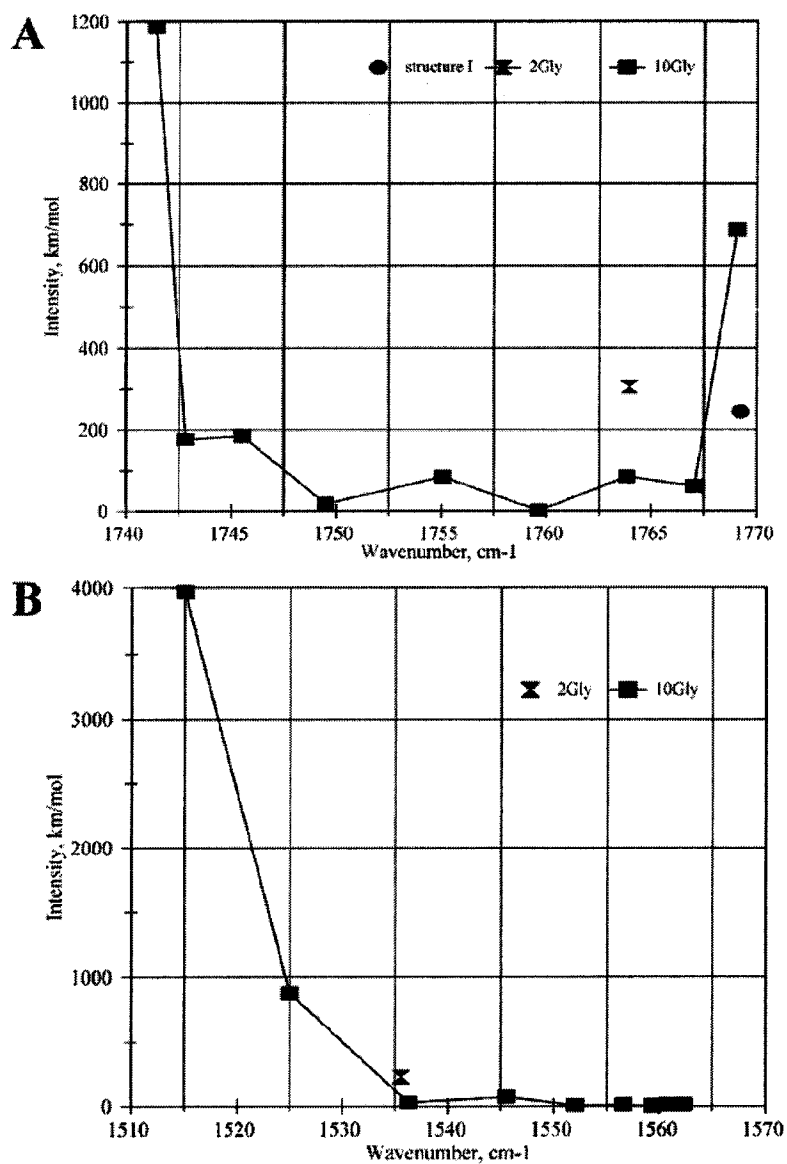 A
1200
structure I 2Gly 10Gly
1000
800
600
400
200
0
Intensity, km/mol
1740 1745 1750 1755 1760 1765 1770
Wavenumber, cm-1
B
4000
2Gly 10Gly
3000
2000
1000
0
Intensity, km/mol
1510 1520 1530 1540 1550 1560 1570
Wavenumber, cm-1